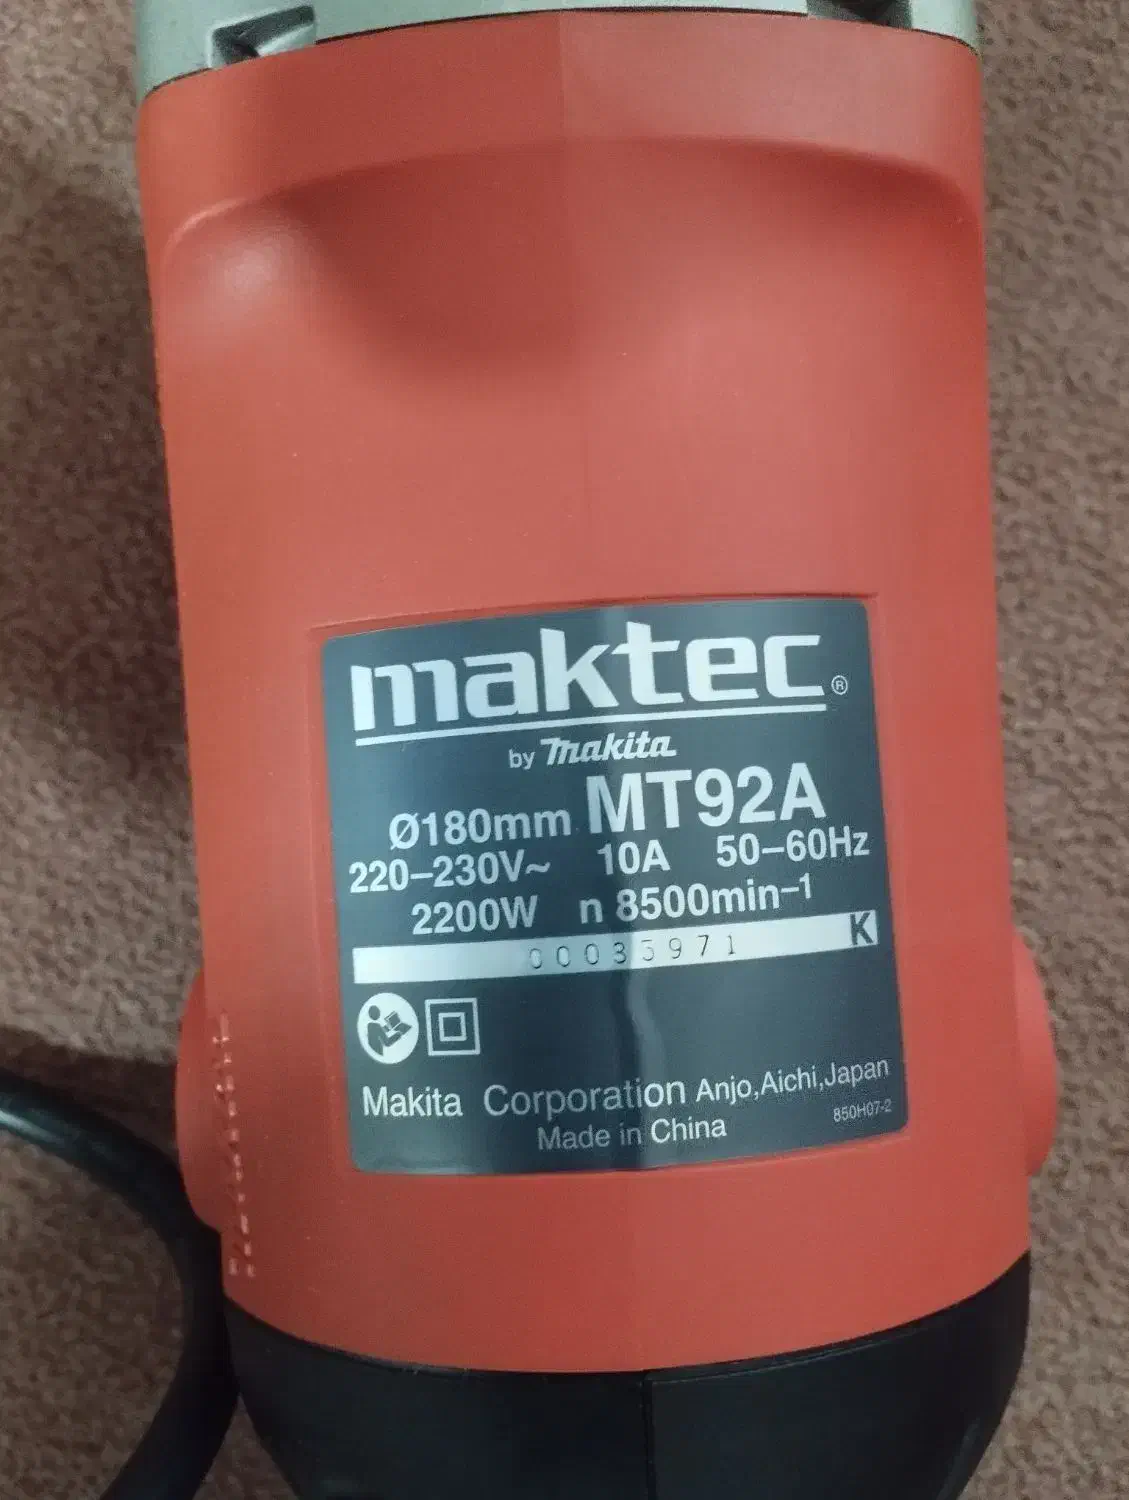 maktec®
by makita
Ø180mm MT92A
220–230V~ 10A 50–60Hz
2200W n 8500min–1
00035971 K
Makita Corporation Anjo,Aichi,Japan
Made in China 850H07-2